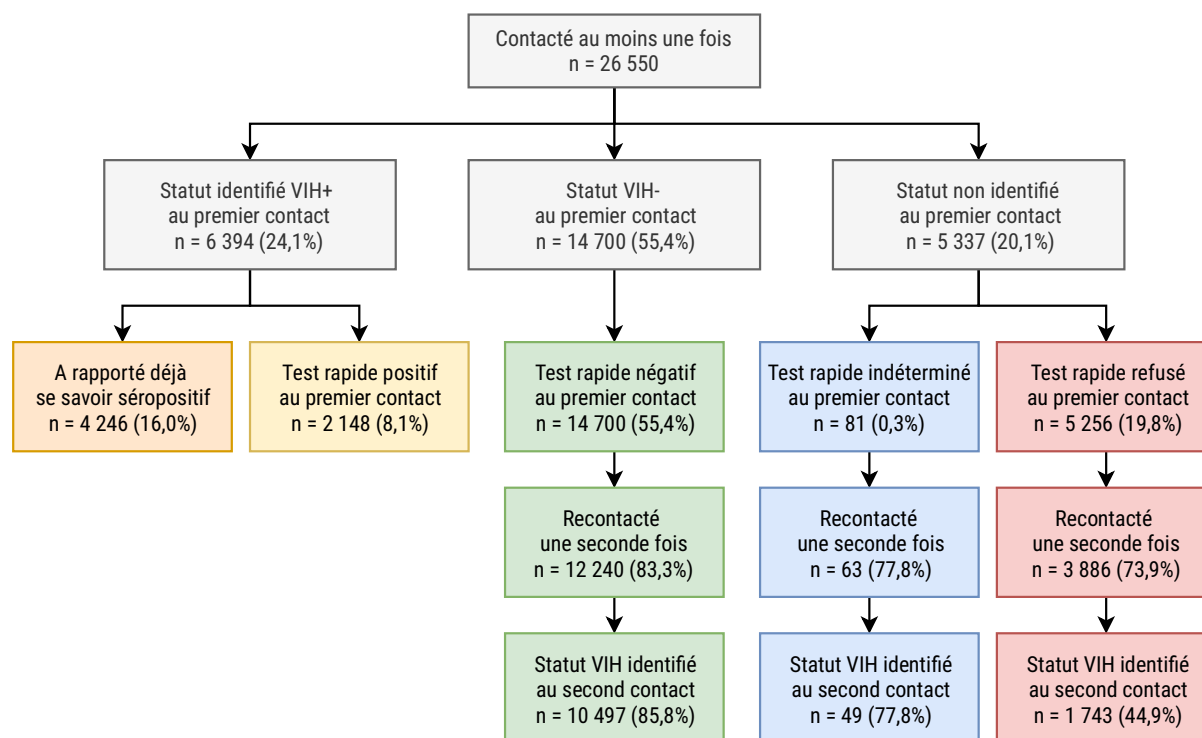 Contacté au moins une fois
n = 26 550
Statut identifié VIH+
au premier contact
n = 6 394 (24,1%)
Statut VIH-
au premier contact
n = 14 700 (55,4%)
Statut non identifié
au premier contact
n = 5 337 (20,1%)
A rapporté déjà
se savoir séropositif
n = 4 246 (16,0%)
Test rapide positif
au premier contact
n = 2 148 (8,1%)
Test rapide négatif
au premier contact
n = 14 700 (55,4%)
Test rapide indéterminé
au premier contact
n = 81 (0,3%)
Test rapide refusé
au premier contact
n = 5 256 (19,8%)
Recontacté
une seconde fois
n = 12 240 (83,3%)
Recontacté
une seconde fois
n = 63 (77,8%)
Recontacté
une seconde fois
n = 3 886 (73,9%)
Statut VIH identifié
au second contact
n = 10 497 (85,8%)
Statut VIH identifié
au second contact
n = 49 (77,8%)
Statut VIH identifié
au second contact
n = 1 743 (44,9%)